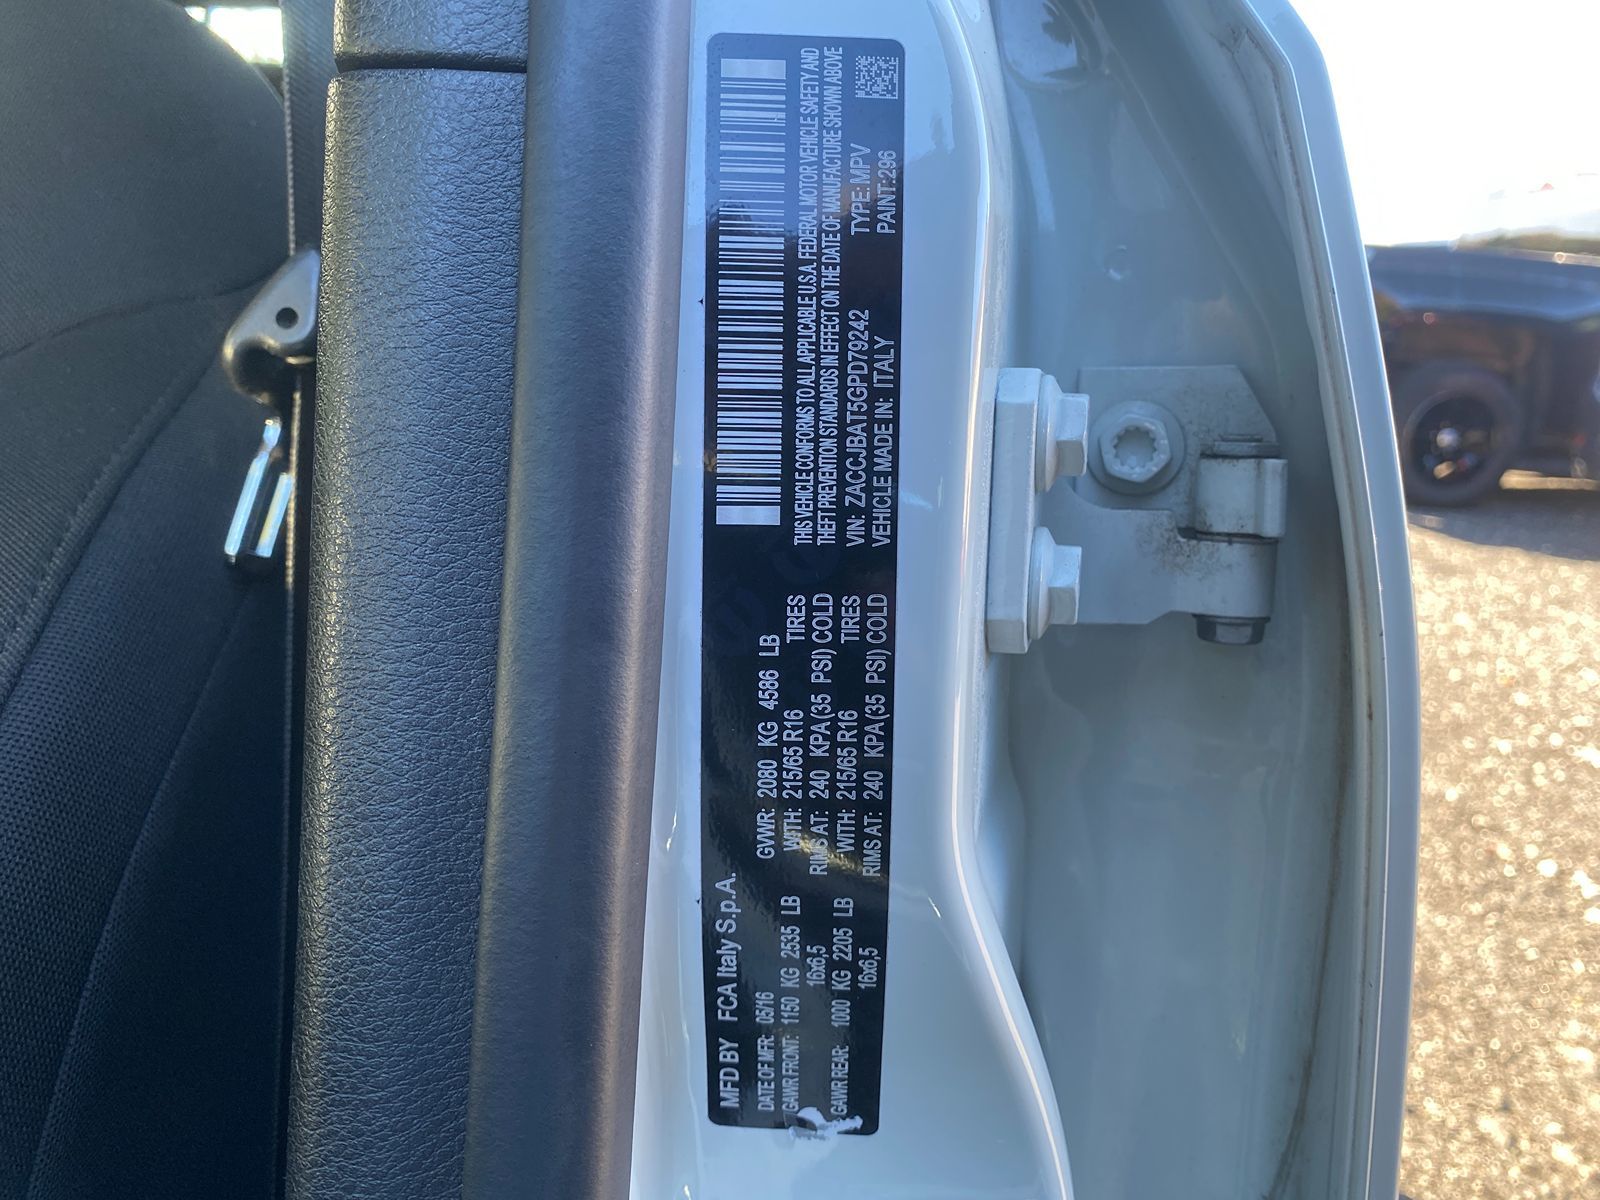 MFD BY FCA Italy S.p.A.
DATE OF MFR: 05/16 GVWR: 2080 KG 4586 LB
GAWR FRONT: 1150 KG 2535 LB WITH: 215/65 R16 TIRES
16x6,5 RIMS AT: 240 KPA(35 PSI) COLD
GAWR REAR: 1000 KG 2205 LB WITH: 215/65 R16 TIRES
16x6,5 RIMS AT: 240 KPA(35 PSI) COLD
THIS VEHICLE CONFORMS TO ALL APPLICABLE U.S.A. FEDERAL MOTOR VEHICLE SAFETY AND
THEFT PREVENTION STANDARDS IN EFFECT ON THE DATE OF MANUFACTURE SHOWN ABOVE
VIN: ZACCJBAT5GPD79242 TYPE: MPV
VEHICLE MADE IN: ITALY PAINT:296